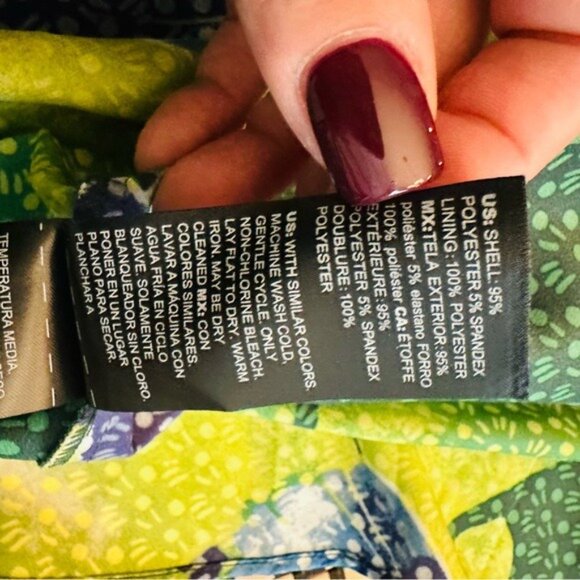 US: SHELL: 95%
POLYESTER 5% SPANDEX
LINING: 100% POLYESTER
MX: TELA EXTERIOR: 95%
poliéster 5% elastano FORRO
100% poliéster CA: ÉTOFFE
EXTÉRIEURE: 95%
POLYESTER 5% SPANDEX
DOUBLURE: 100%
POLYESTER
US: WITH SIMILAR COLORS.
MACHINE WASH COLD,
GENTLE CYCLE. ONLY
NON-CHLORINE BLEACH.
LAY FLAT TO DRY. WARM
IRON. MAY BE DRY
CLEANED MX: CON
COLORES SIMILARES.
LAVAR A MÁQUINA CON
AGUA FRÍA EN CICLO
SUAVE. SOLAMENTE
BLANQUEADOR SIN CLORO.
PONER EN UN LUGAR
PLANO PARA SECAR
PLANCHAR A
TEMPERATURA MEDIA.